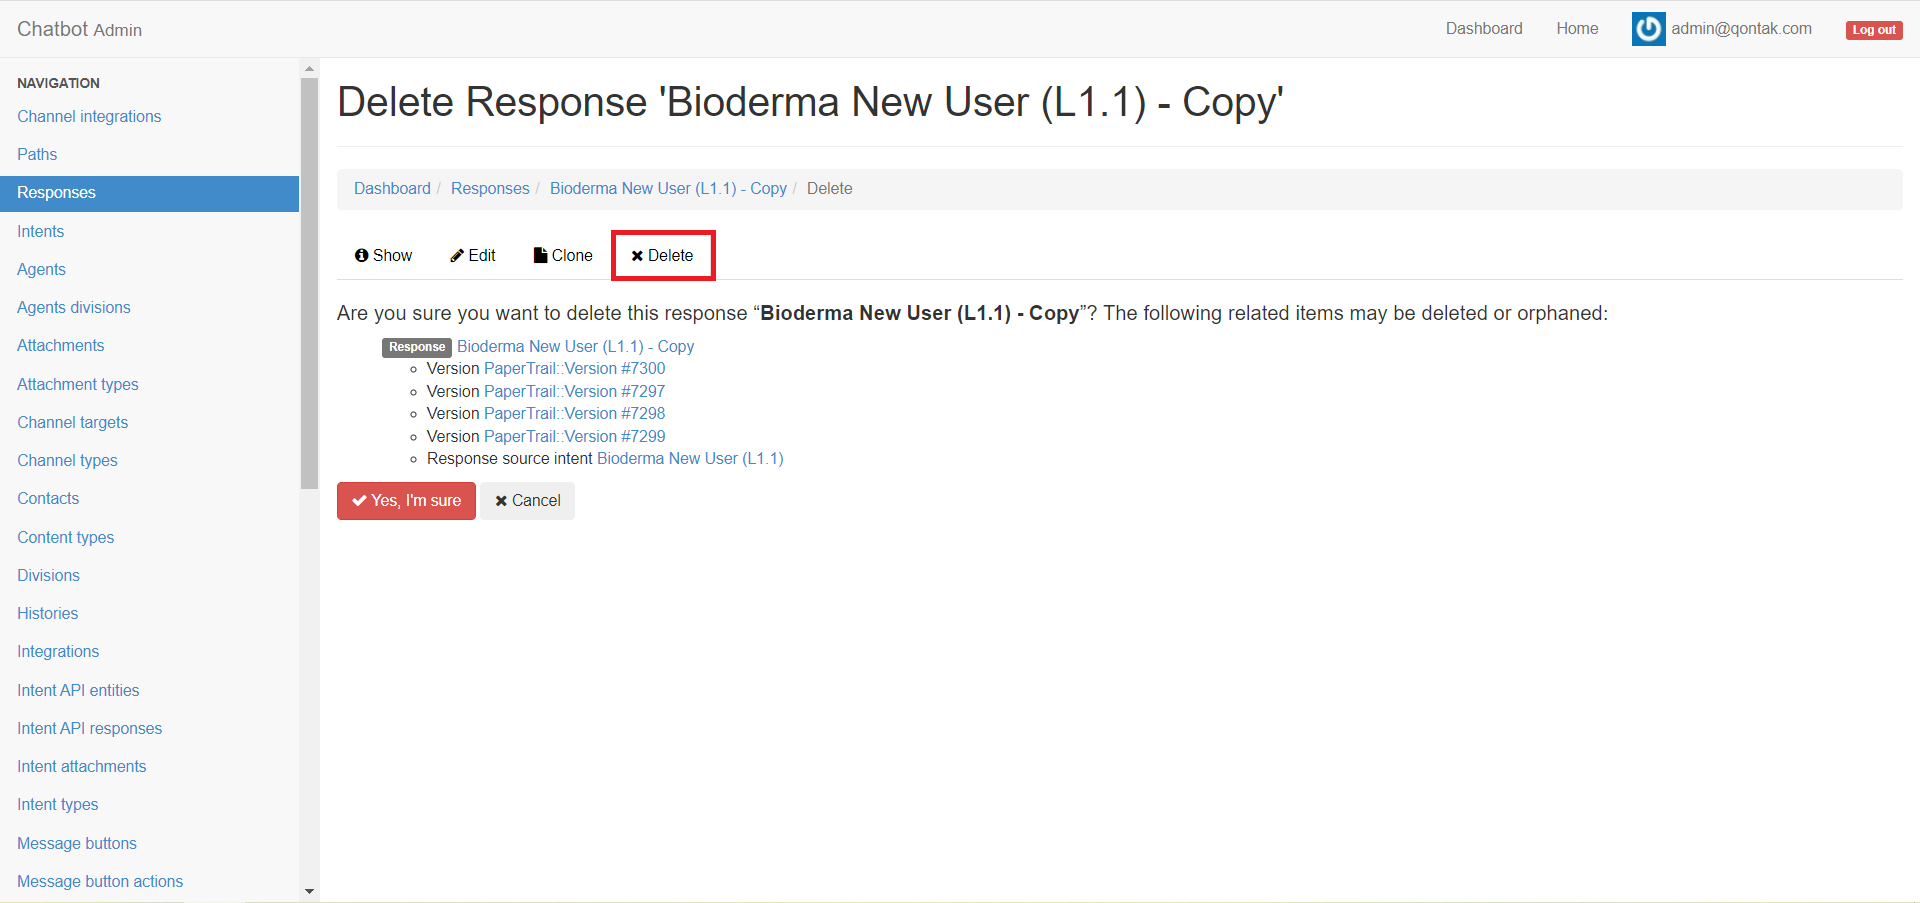 Chatbot Admin
Dashboard
Home
admin@qontak.com
Log out
NAVIGATION
Channel integrations
Paths
Responses
Intents
Agents
Agents divisions
Attachments
Attachment types
Channel targets
Channel types
Contacts
Content types
Divisions
Histories
Integrations
Intent API entities
Intent API responses
Intent attachments
Intent types
Message buttons
Message button actions
Delete Response 'Bioderma New User (L1.1) - Copy'
Dashboard / Responses / Bioderma New User (L1.1) - Copy / Delete
Show Edit Clone Delete
Are you sure you want to delete this response “Bioderma New User (L1.1) - Copy”? The following related items may be deleted or orphaned:
Response Bioderma New User (L1.1) - Copy
Version PaperTrail::Version #7300
Version PaperTrail::Version #7297
Version PaperTrail::Version #7298
Version PaperTrail::Version #7299
Response source intent Bioderma New User (L1.1)
Yes, I'm sure Cancel